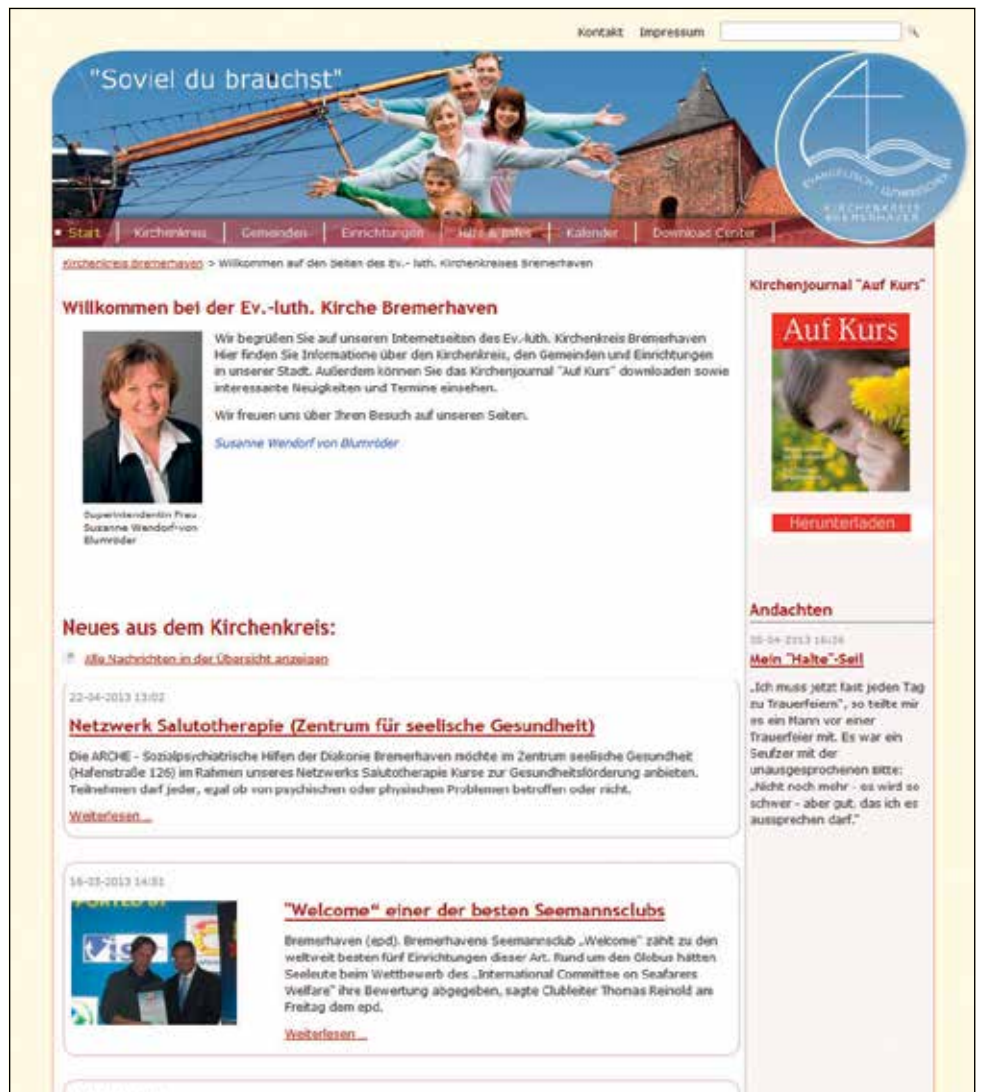 Kontakt Impressum
"Soviel du brauchst"
EVANGELISCH - LUTHERISCHER
KIRCHENKREIS
BREMERHAVEN
Start Kirchenkreis Gemeinden Einrichtungen Hilfe & Infos Kalender Download Center
Kirchenkreis Bremerhaven > Willkommen auf den Seiten des Ev.- luth. Kirchenkreises Bremerhaven
Willkommen bei der Ev.-luth. Kirche Bremerhaven
Wir begrüßen Sie auf unseren Internetseiten des Ev.-luth. Kirchenkreis Bremerhaven
Hier finden Sie Informatione über den Kirchenkreis, den Gemeinden und Einrichtungen
in unserer Stadt. Außerdem können Sie das Kirchenjournal "Auf Kurs" downloaden sowie
interessante Neuigkeiten und Termine einsehen.
Wir freuen uns über Ihren Besuch auf unseren Seiten.
Susanne Wendorf von Blumröder
Superintendentin Frau
Susanne Wendorf-von
Blumröder
Neues aus dem Kirchenkreis:
Alle Nachrichten in der Übersicht anzeigen
22-04-2013 13:02
Netzwerk Salutotherapie (Zentrum für seelische Gesundheit)
Die ARCHE - Sozialpsychiatrische Hilfen der Diakonie Bremerhaven möchte im Zentrum seelische Gesundheit
(Hafenstraße 126) im Rahmen unseres Netzwerks Salutotherapie Kurse zur Gesundheitsförderung anbieten.
Teilnehmen darf jeder, egal ob von psychischen oder physischen Problemen betroffen oder nicht.
Weiterlesen ...
"Welcome“ einer der besten Seemannsclubs
Bremerhaven (epd). Bremerhavens Seemannsclub „Welcome“ zählt zu den
weltweit besten fünf Einrichtungen dieser Art. Rund um den Globus hätten
Seeleute beim Wettbewerb des „International Committee on Seafarers
Welfare“ ihre Bewertung abgegeben, sagte Clubleiter Thomas Reinold am
Freitag dem epd.
Weiterlesen ...
Kirchenjournal "Auf Kurs"
Auf Kurs
Herunterladen
Andachten
Mein "Halte"-Seil
„Ich muss jetzt fast jeden Tag
zu Trauerfeiern“, so teilte mir
es ein Mann vor einer
Trauerfeier mit. Es war ein
Seufzer mit der
unausgesprochenen Bitte:
„Nicht noch mehr - es wird so
schwer - aber gut, das ich es
aussprechen darf.“